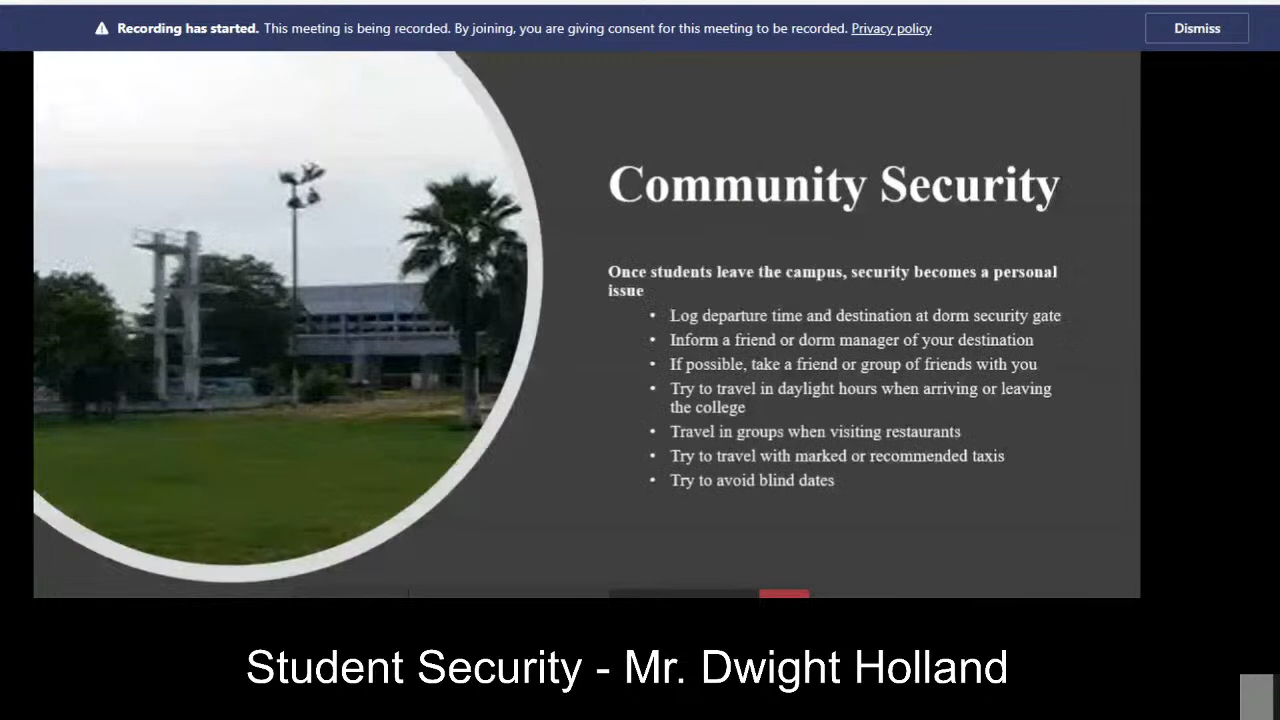 Recording has started. This meeting is being recorded. By joining, you are giving consent for this meeting to be recorded. Privacy policy
Dismiss
Community Security
Once students leave the campus, security becomes a personal
issue
• Log departure time and destination at dorm security gate
• Inform a friend or dorm manager of your destination
• If possible, take a friend or group of friends with you
• Try to travel in daylight hours when arriving or leaving
the college
• Travel in groups when visiting restaurants
• Try to travel with marked or recommended taxis
• Try to avoid blind dates
Student Security - Mr. Dwight Holland